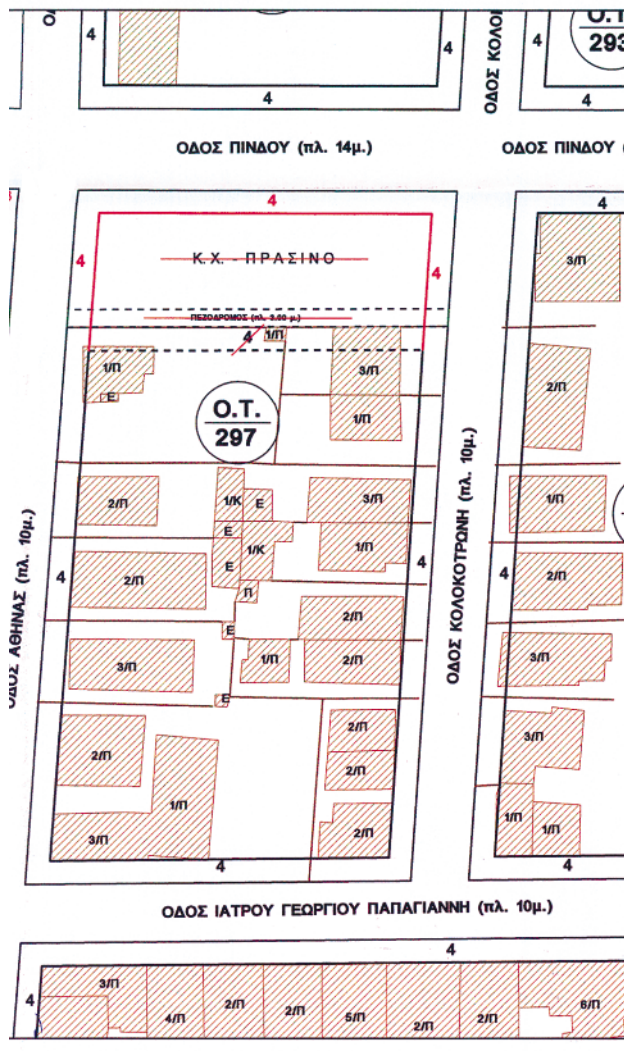 4
4
4
Ο.Τ.
293
4
4
ΟΔΟΣ ΠΙΝΔΟΥ (πλ. 14μ.)
ΟΔΟΣ ΠΙΝΔΟΥ (
4
4
4
4
4
Κ.Χ. - ΠΡΑΣΙΝΟ
3/Π
ΠΕΖΟΔΡΟΜΟΣ (πλ. 3.00 μ.)
4
1/Π
1/Π
3/Π
2/Π
Ε
Ο.Τ.
297
1/Π
2/Π
1/Κ
Ε
3/Π
1/Π
Ε
1/Κ
1/Π
Ε
2/Π
4
4
4
2/Π
Π
2/Π
Ε
3/Π
1/Π
2/Π
3/Π
Ε
2/Π
2/Π
3/Π
2/Π
1/Π
3/Π
2/Π
1/Π
1/Π
4
4
ΟΔΟΣ ΑΘΗΝΑΣ (πλ. 10μ.)
ΟΔΟΣ ΚΟΛΟΚΟΤΡΩΝΗ (πλ. 10μ.)
ΟΔΟΣ ΙΑΤΡΟΥ ΓΕΩΡΓΙΟΥ ΠΑΠΑΓΙΑΝΝΗ (πλ. 10μ.)
4
4
3/Π
4/Π
2/Π
2/Π
5/Π
2/Π
2/Π
6/Π